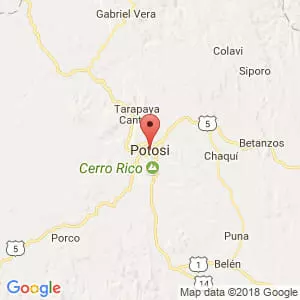 Gabriel Vera
Colavi
Siporo
Tarapaya
Cant
5
Potosi
Betanzos
Chaquí
Cerro Rico
Puna
Porco
5
1
Belén
14
Google
Map data ©2018 Google